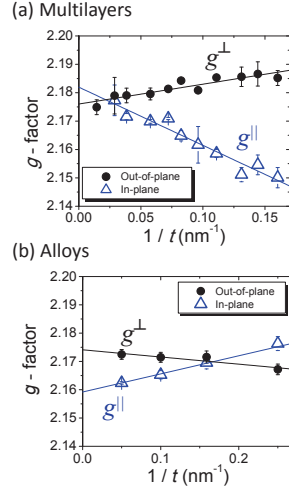 (a) Multilayers
2.20
2.19
2.18
2.17
2.16
2.15
2.14
g - factor
g⊥
g∥
Out-of-plane
In-plane
0.00 0.05 0.10 0.15
1 / t (nm⁻¹)
(b) Alloys
2.20
2.19
2.18
2.17
2.16
2.15
2.14
g - factor
Out-of-plane
In-plane
g⊥
g∥
0.0 0.1 0.2
1 / t (nm⁻¹)